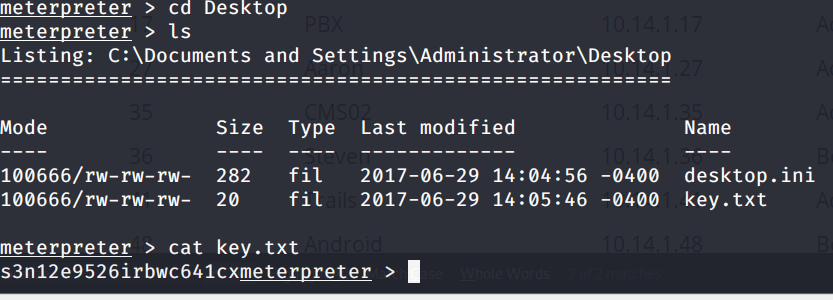 meterpreter > cd Desktop
meterpreter > ls
Listing: C:\Documents and Settings\Administrator\Desktop
========================================================
Mode Size Type Last modified Name
---- ---- ---- ------------- ----
100666/rw-rw-rw- 282 fil 2017-06-29 14:04:56 -0400 desktop.ini
100666/rw-rw-rw- 20 fil 2017-06-29 14:05:46 -0400 key.txt
meterpreter > cat key.txt
s3n12e9526irbwc641cxmeterpreter >
17 PBX 10.14.1.17
27 Aaron 10.14.1.27
35 CMS02 10.14.1.35
36 Steven
Android 10.14.1.48
Whole Words